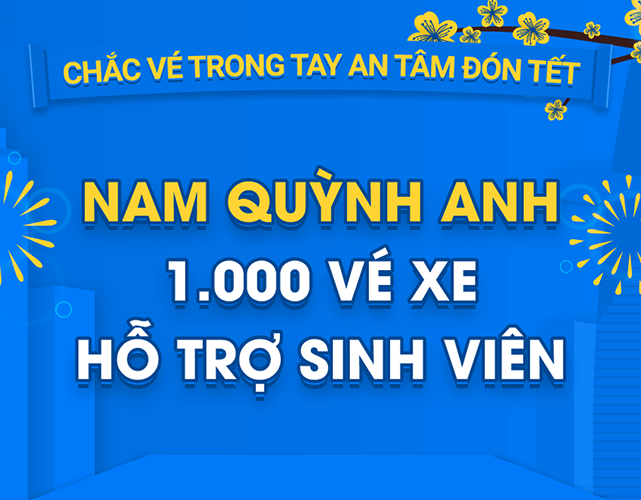 CHẮC VÉ TRONG TAY AN TÂM ĐÓN TẾT
NAM QUỲNH ANH
1.000 VÉ XE
HỖ TRỢ SINH VIÊN